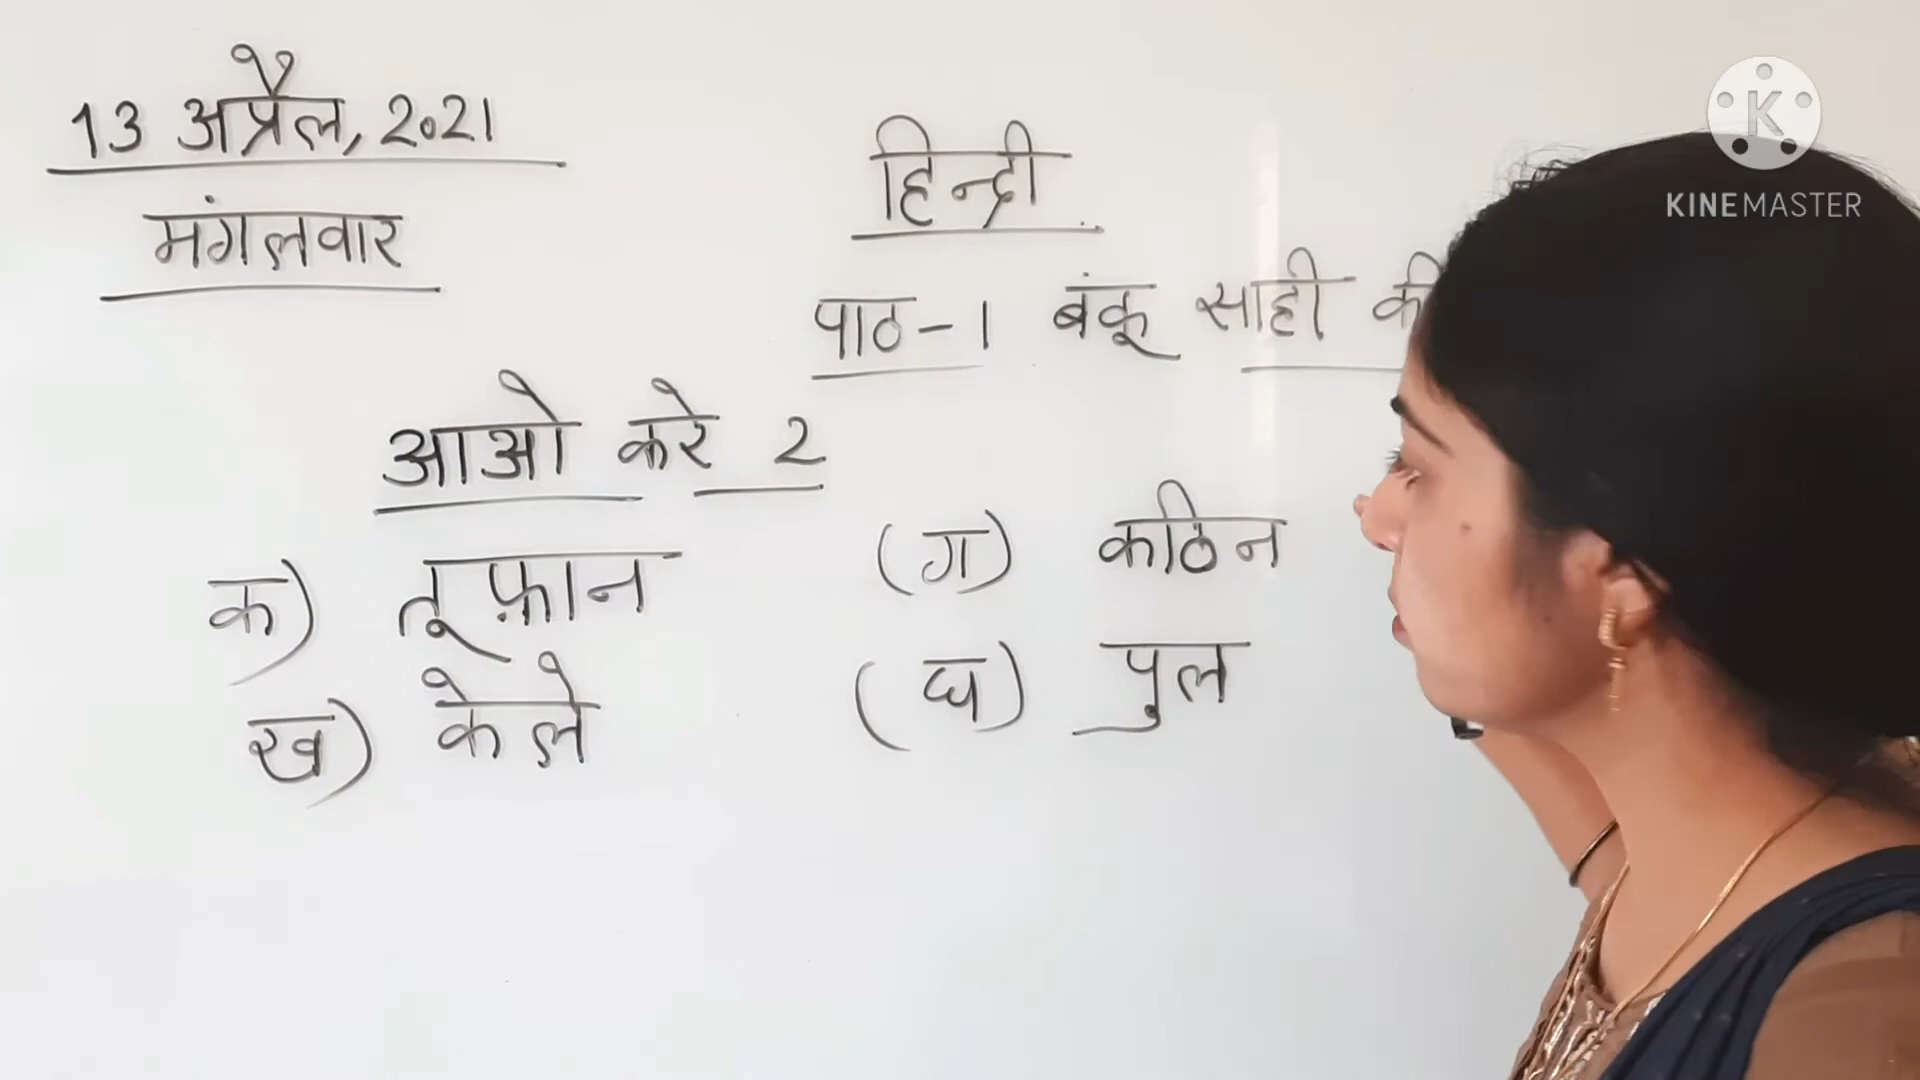 13 अप्रैल, 2021
मंगलवार
हिन्दी
पाठ-1 बंकू साही की
आओ करे 2
क) तूफ़ान
ख) केले
(ग) कठिन
(घ) पुल
K
KINEMASTER